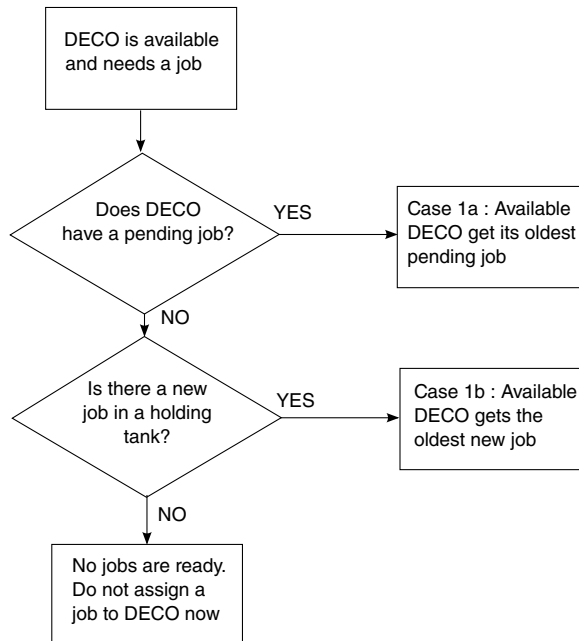 DECO is available
and needs a job
Does DECO
have a pending job?
YES
Case 1a : Available
DECO get its oldest
pending job
NO
Is there a new
job in a holding
tank?
YES
Case 1b : Available
DECO gets the
oldest new job
NO
No jobs are ready.
Do not assign a
job to DECO now